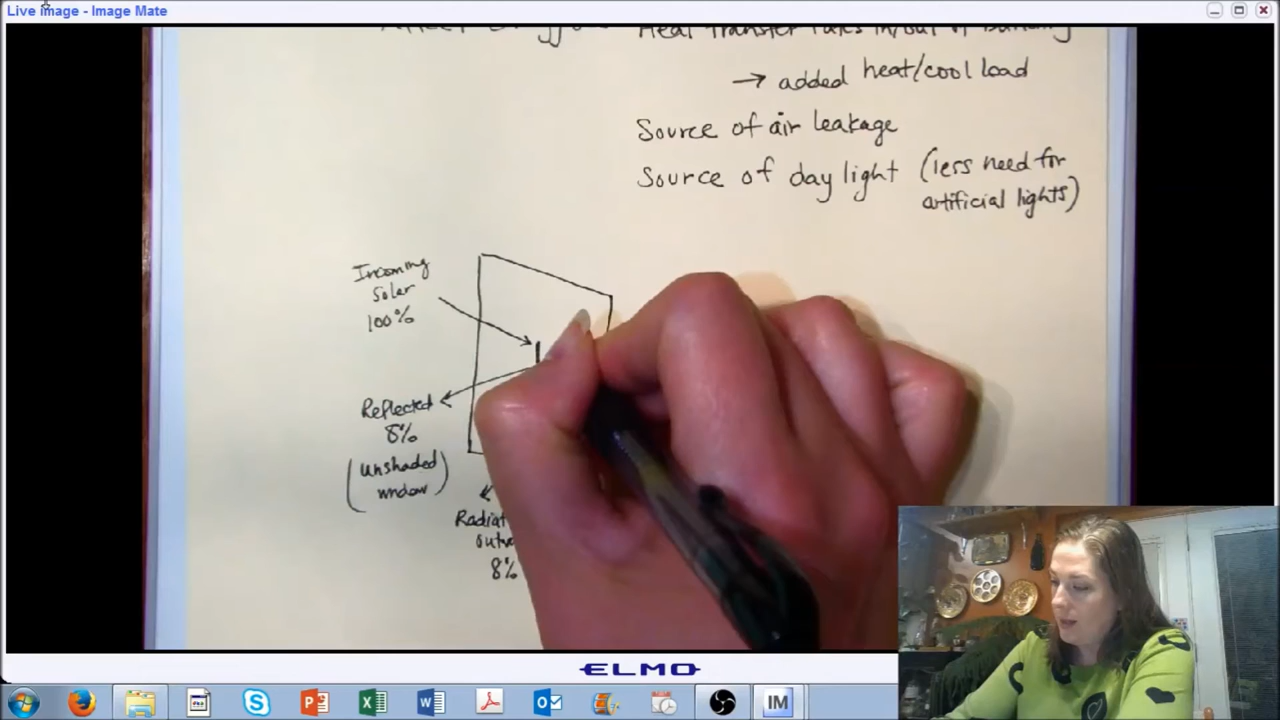 Live image - Image Mate
Heat transfer rates in/out of building
→ added heat/cool load
Source of air leakage
Source of day light (less need for
artificial lights)
Incoming
Solar
100%
Reflected
8%
(unshaded
window)
8%
ELMO
IM